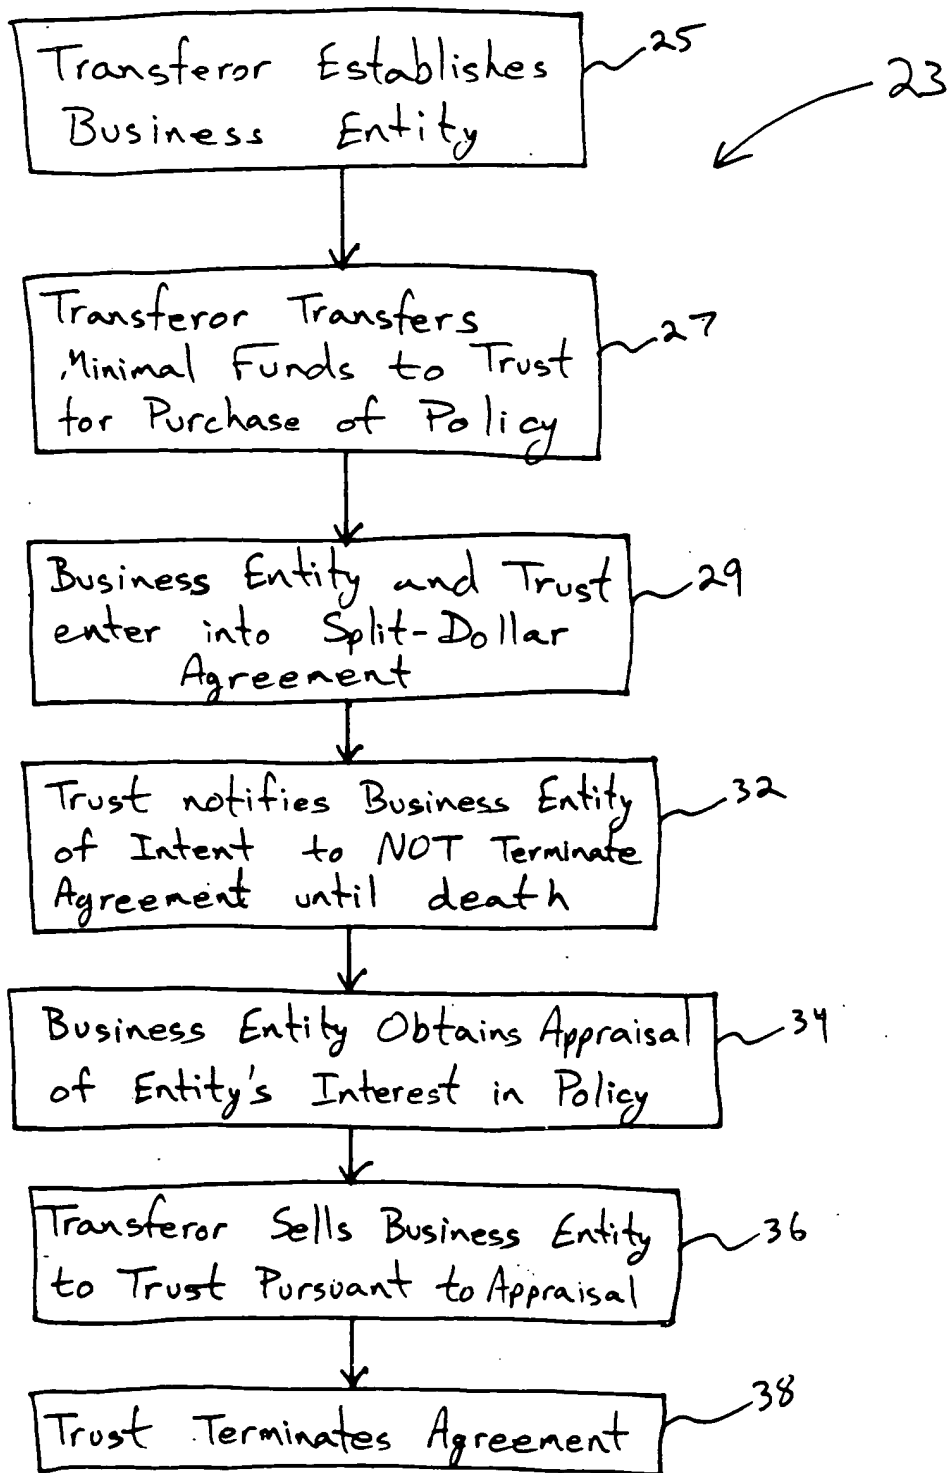 Transferor Establishes
Business Entity
25
23
Transferor Transfers
Minimal Funds to Trust
for Purchase of Policy
27
Business Entity and Trust
enter into Split-Dollar
Agreement
29
Trust notifies Business Entity
of Intent to NOT Terminate
Agreement until death
32
Business Entity Obtains Appraisal
of Entity's Interest in Policy
34
Transferor Sells Business Entity
to Trust Pursuant to Appraisal
36
Trust Terminates Agreement
38